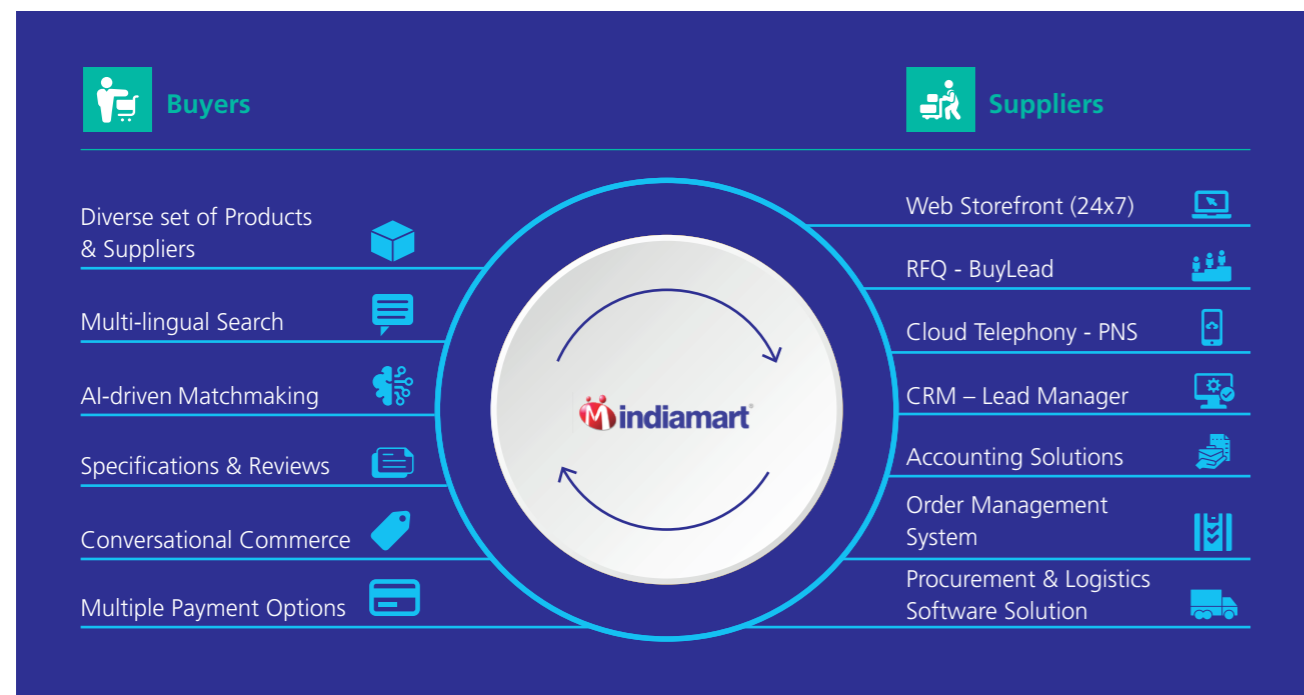 Buyers
Diverse set of Products
& Suppliers
Multi-lingual Search
AI-driven Matchmaking
Specifications & Reviews
Conversational Commerce
Multiple Payment Options
indiamart
Suppliers
Web Storefront (24x7)
RFQ - BuyLead
Cloud Telephony - PNS
CRM – Lead Manager
Accounting Solutions
Order Management
System
Procurement & Logistics
Software Solution